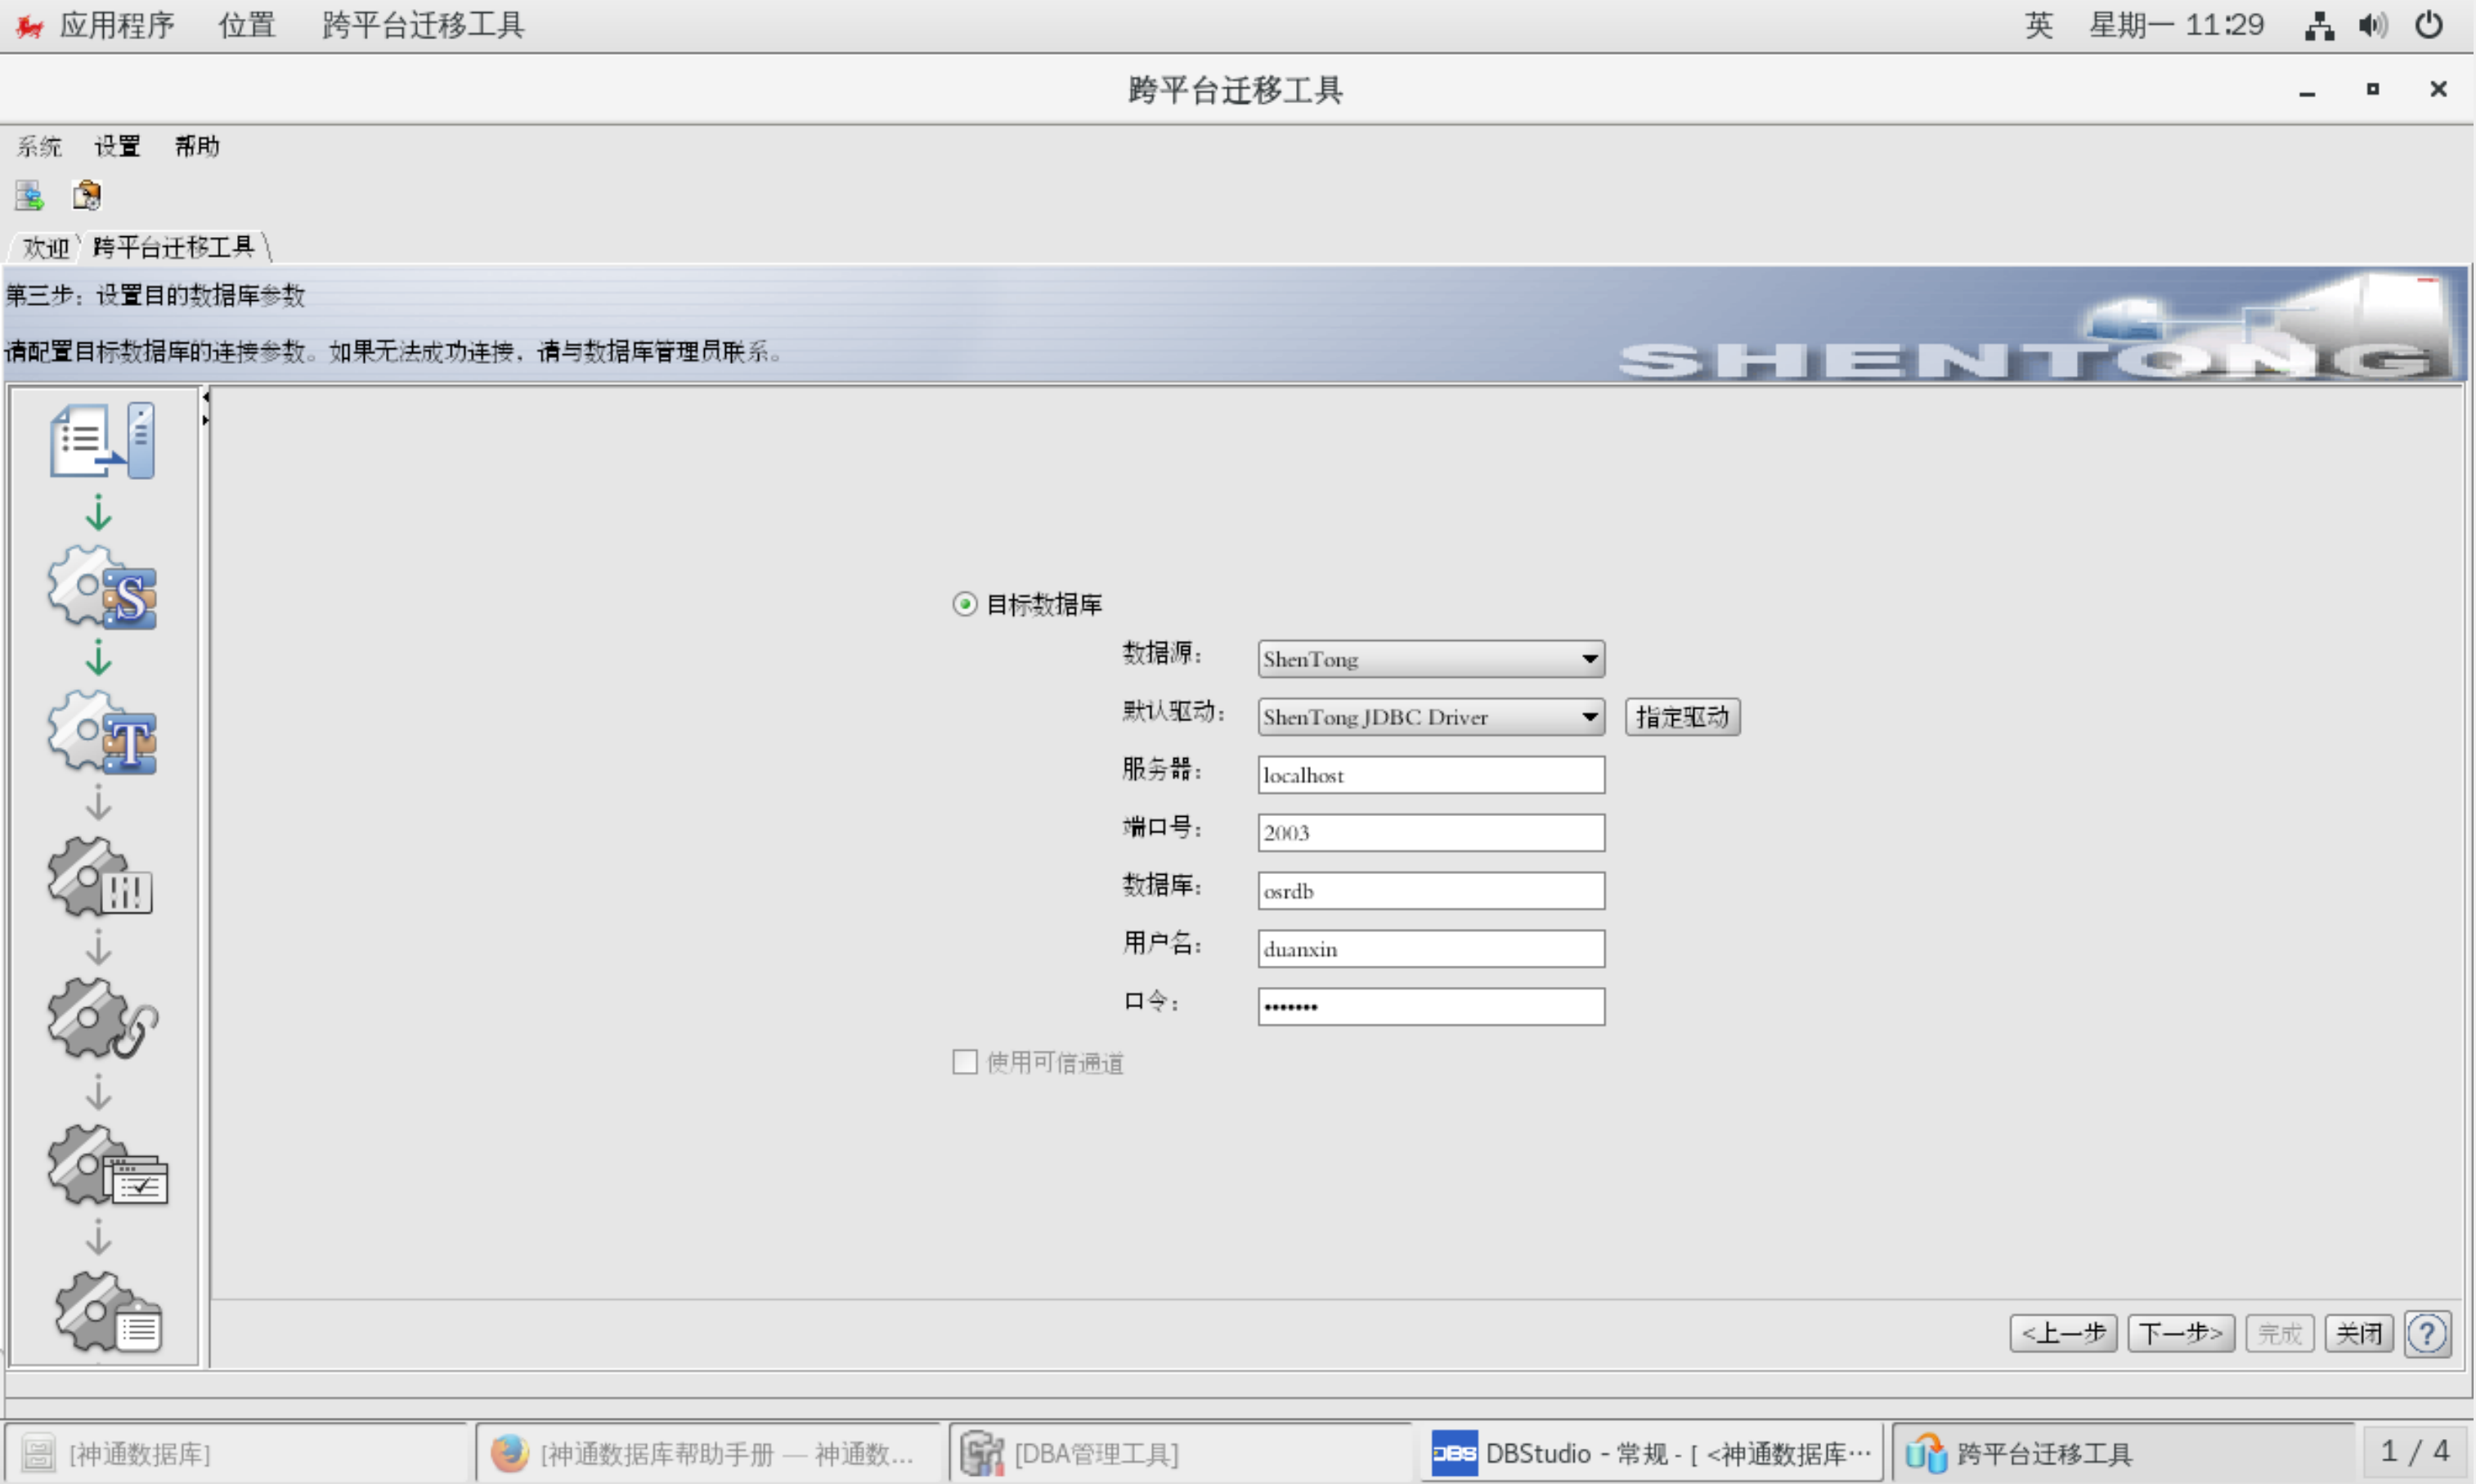 应用程序 位置 跨平台迁移工具 英 星期一 11:29
跨平台迁移工具
系统 设置 帮助
欢迎 跨平台迁移工具
第三步：设置目的数据库参数
请配置目标数据库的连接参数。如果无法成功连接，请与数据库管理员联系。
SHENTONG
S
T
目标数据库
数据源： ShenTong
默认驱动： ShenTong JDBC Driver 指定驱动
服务器： localhost
端口号： 2003
数据库： osrdb
用户名： duanxin
口令： •••••••
使用可信通道
<上一步 下一步> 完成 关闭 ?
[神通数据库] [神通数据库帮助手册 — 神通数... [DBA管理工具] DBS DBStudio - 常规 - [ <神通数据库… 跨平台迁移工具 1 / 4